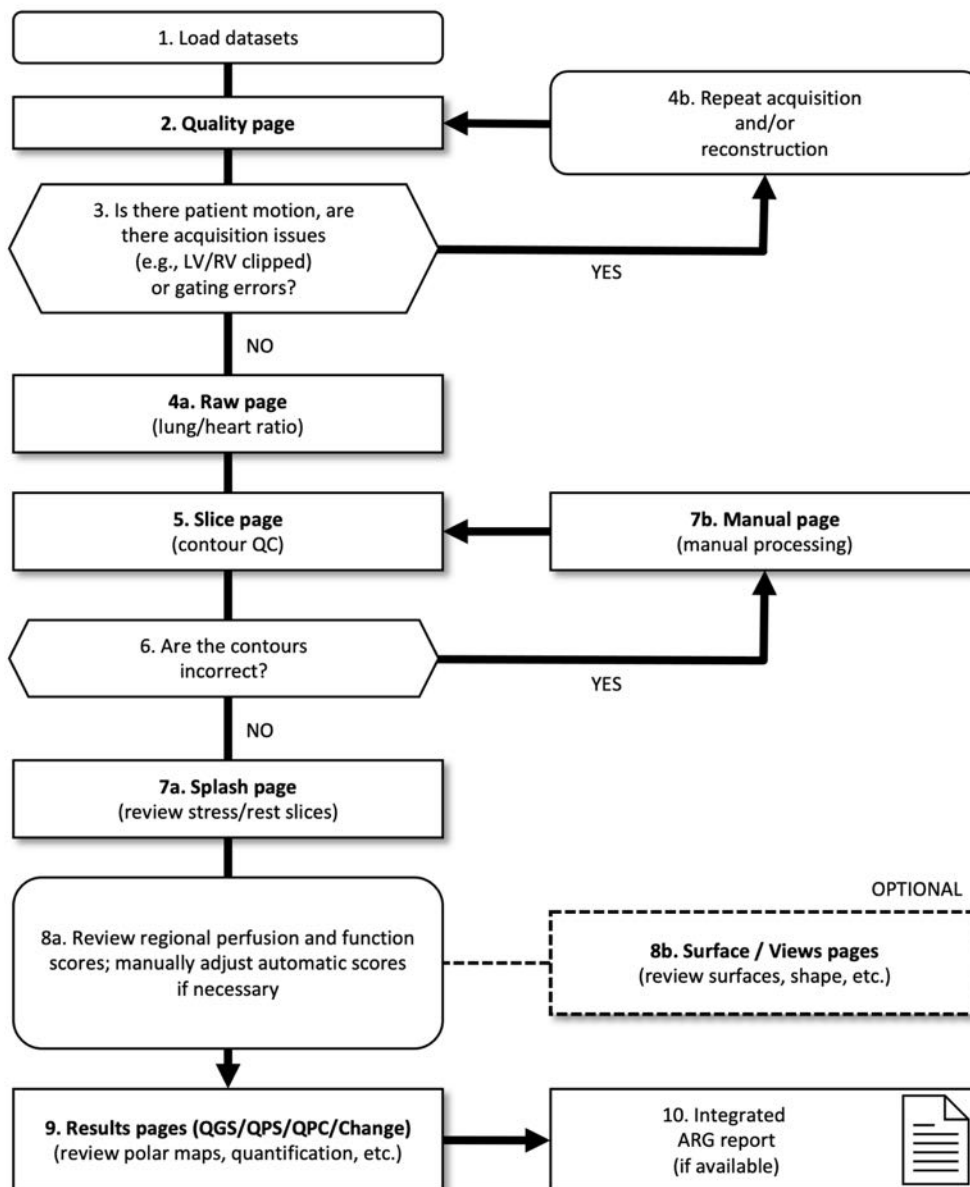 1. Load datasets
2. Quality page
4b. Repeat acquisition
and/or
reconstruction
3. Is there patient motion, are
there acquisition issues
(e.g., LV/RV clipped)
or gating errors?
YES
NO
4a. Raw page
(lung/heart ratio)
5. Slice page
(contour QC)
7b. Manual page
(manual processing)
6. Are the contours
incorrect?
YES
NO
7a. Splash page
(review stress/rest slices)
8a. Review regional perfusion and function
scores; manually adjust automatic scores
if necessary
OPTIONAL
8b. Surface / Views pages
(review surfaces, shape, etc.)
9. Results pages (QGS/QPS/QPC/Change)
(review polar maps, quantification, etc.)
10. Integrated
ARG report
(if available)